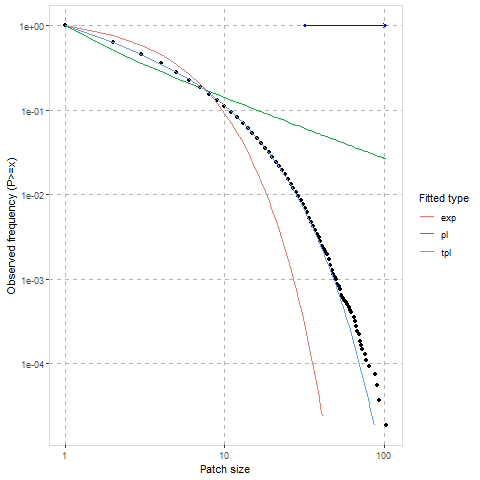 Observed frequency (P>=x)
1e+00
1e-01
1e-02
1e-03
1e-04
1
10
100
Patch size
Fitted type
exp
pl
tpl